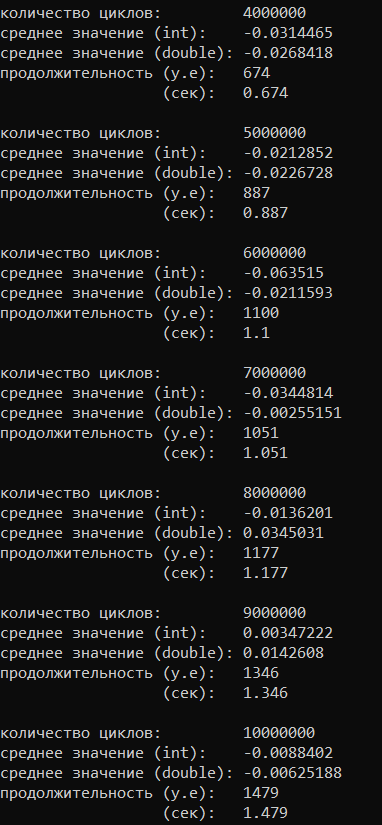 количество циклов: 4000000
среднее значение (int): -0.0314465
среднее значение (double): -0.0268418
продолжительность (у.е) 674
(сек): 0.674
количество циклов: 5000000
среднее значение (int): -0.0212852
среднее значение (double): -0.0226728
продолжительность (у.е): 887
(сек): 0.887
количество циклов: 6000000
среднее значение (int): -0.063515
среднее значение (double): -0.0211593
продолжительность (у.е): 1100
(сек): 1.1
количество циклов: 7000000
среднее значение (int): -0.0344814
среднее значение (double): -0.00255151
продолжительность (у.е): 1051
(сек): 1.051
количество циклов: 8000000
среднее значение (int): -0.0136201
среднее значение (double): 0.0345031
продолжительность (у.е): 1177
(сек): 1.177
количество циклов: 9000000
среднее значение (int): 0.00347222
среднее значение (double): 0.0142608
продолжительность (у.е): 1346
(сек): 1.346
количество циклов: 10000000
среднее значение (int): -0.0088402
среднее значение (double): -0.00625188
продолжительность (у.е): 1479
(сек): 1.479